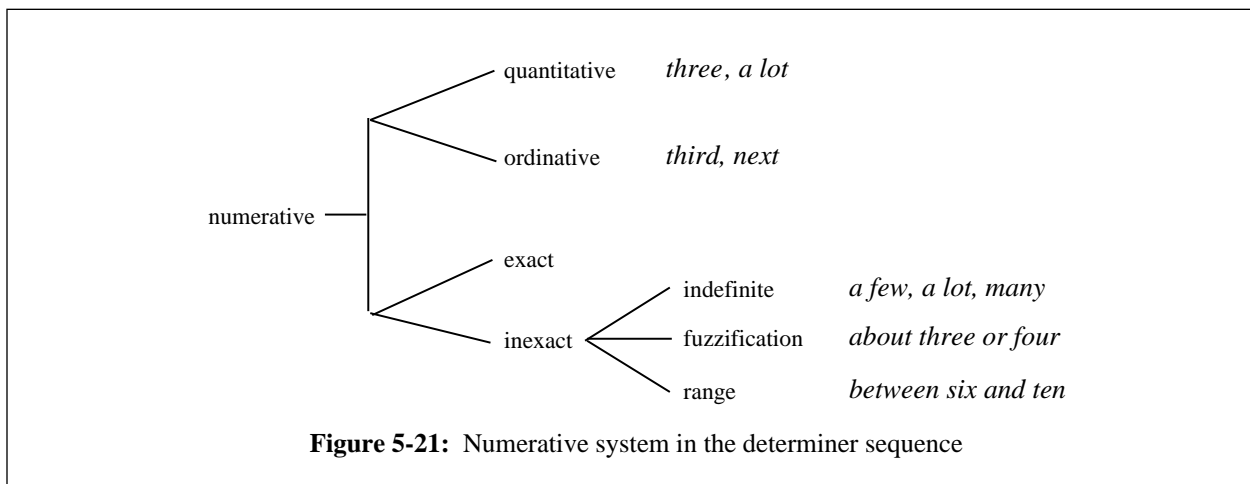 quantitative three, a lot
ordinative third, next
numerative
exact
indefinite a few, a lot, many
inexact fuzzification about three or four
range between six and ten
Figure 5-21: Numerative system in the determiner sequence